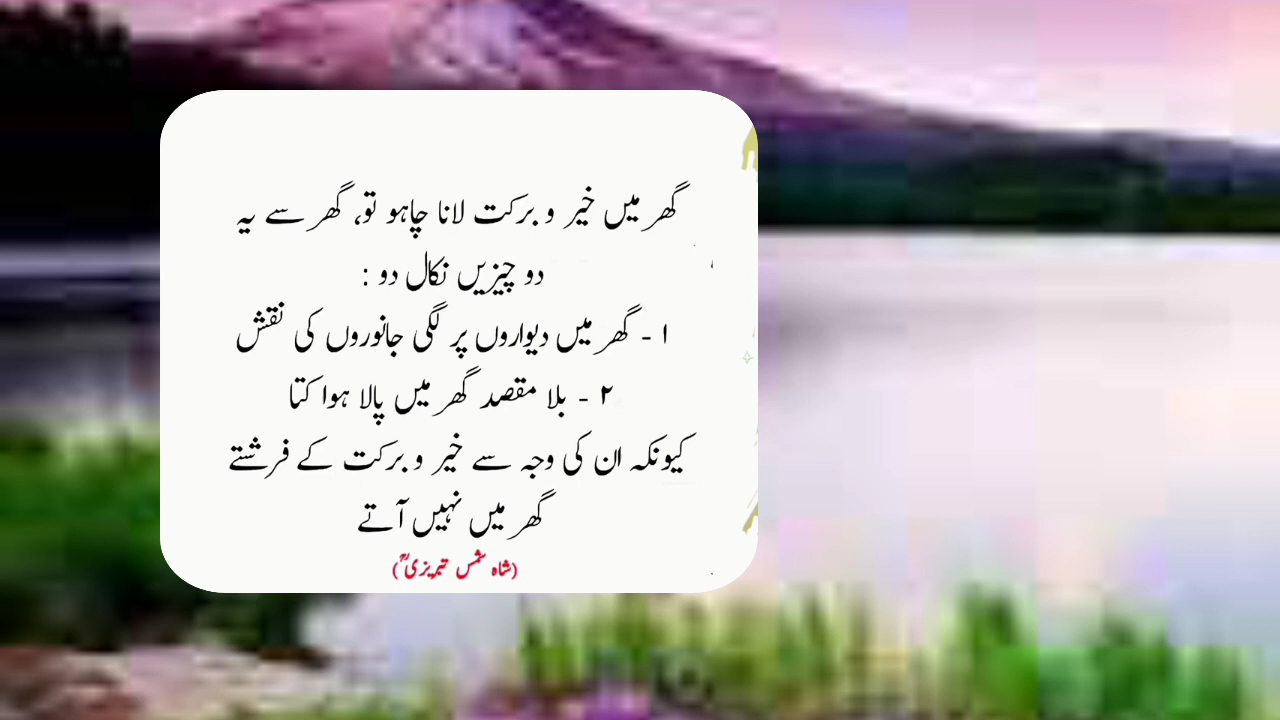 گھر میں خیر و برکت لانا چاہو تو، گھر سے یہ
دو چیزیں نکال دو :
۱ - گھر میں دیواروں پر لگی جانوروں کی نقش
۲ - بلا مقصد گھر میں پالا ہوا کتا
کیونکہ ان کی وجہ سے خیر و برکت کے فرشتے
گھر میں نہیں آتے
(شاہ شمس تبریزیؒ)